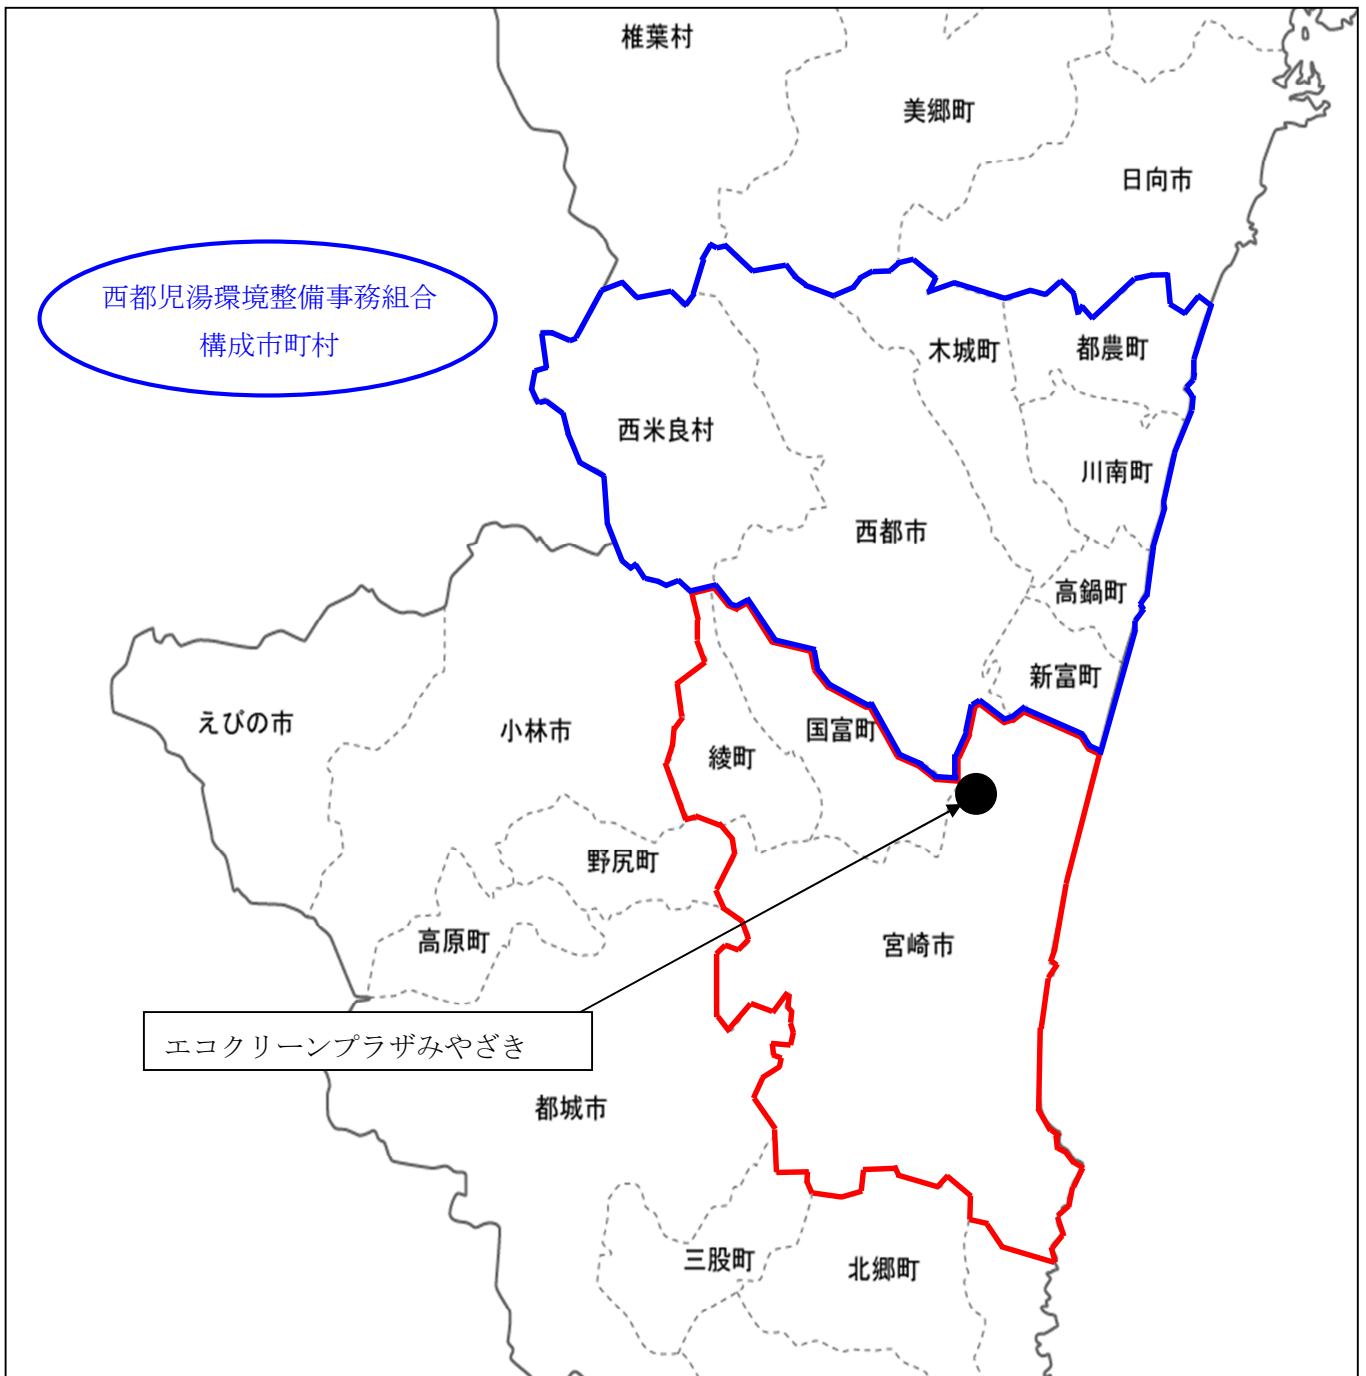 椎葉村
美郷町
日向市
西都児湯環境整備事務組合
構成市町村
木城町
都農町
西米良村
川南町
西都市
高鍋町
新富町
えびの市
小林市
国富町
綾町
野尻町
高原町
宮崎市
エコクリーンプラザみやざき
都城市
三股町
北郷町